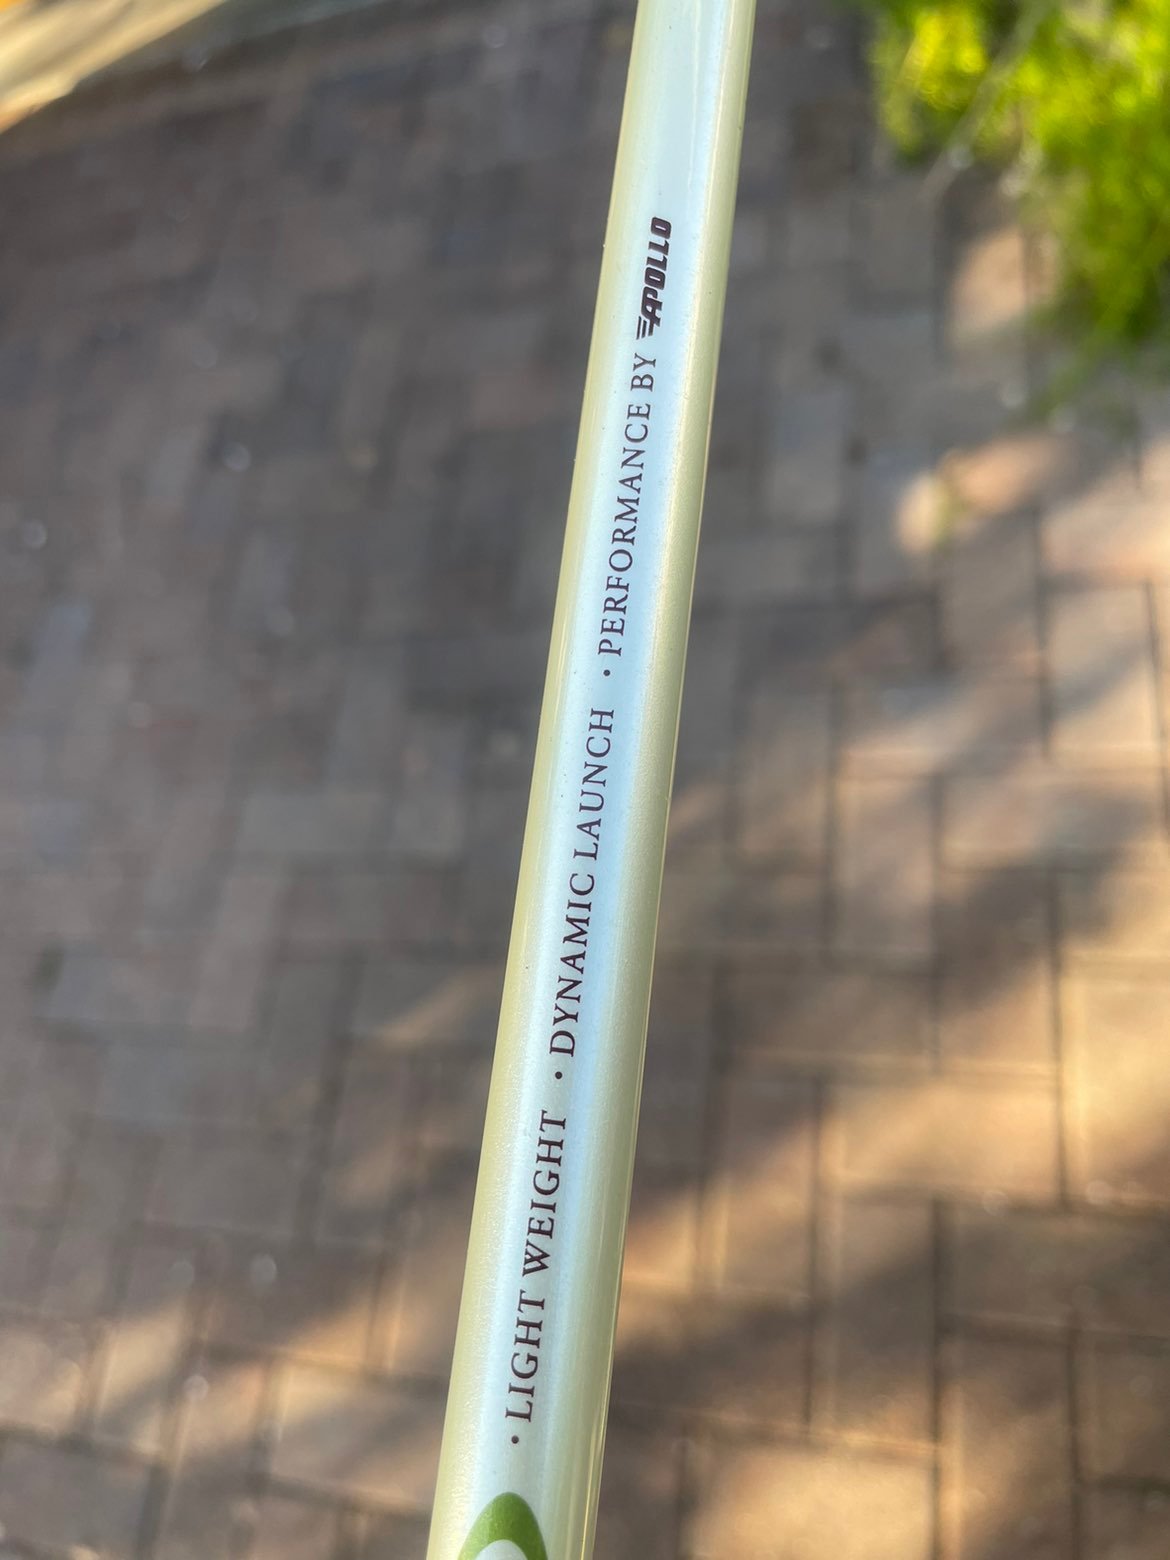 · LIGHT WEIGHT · DYNAMIC LAUNCH · PERFORMANCE BY APOLLO